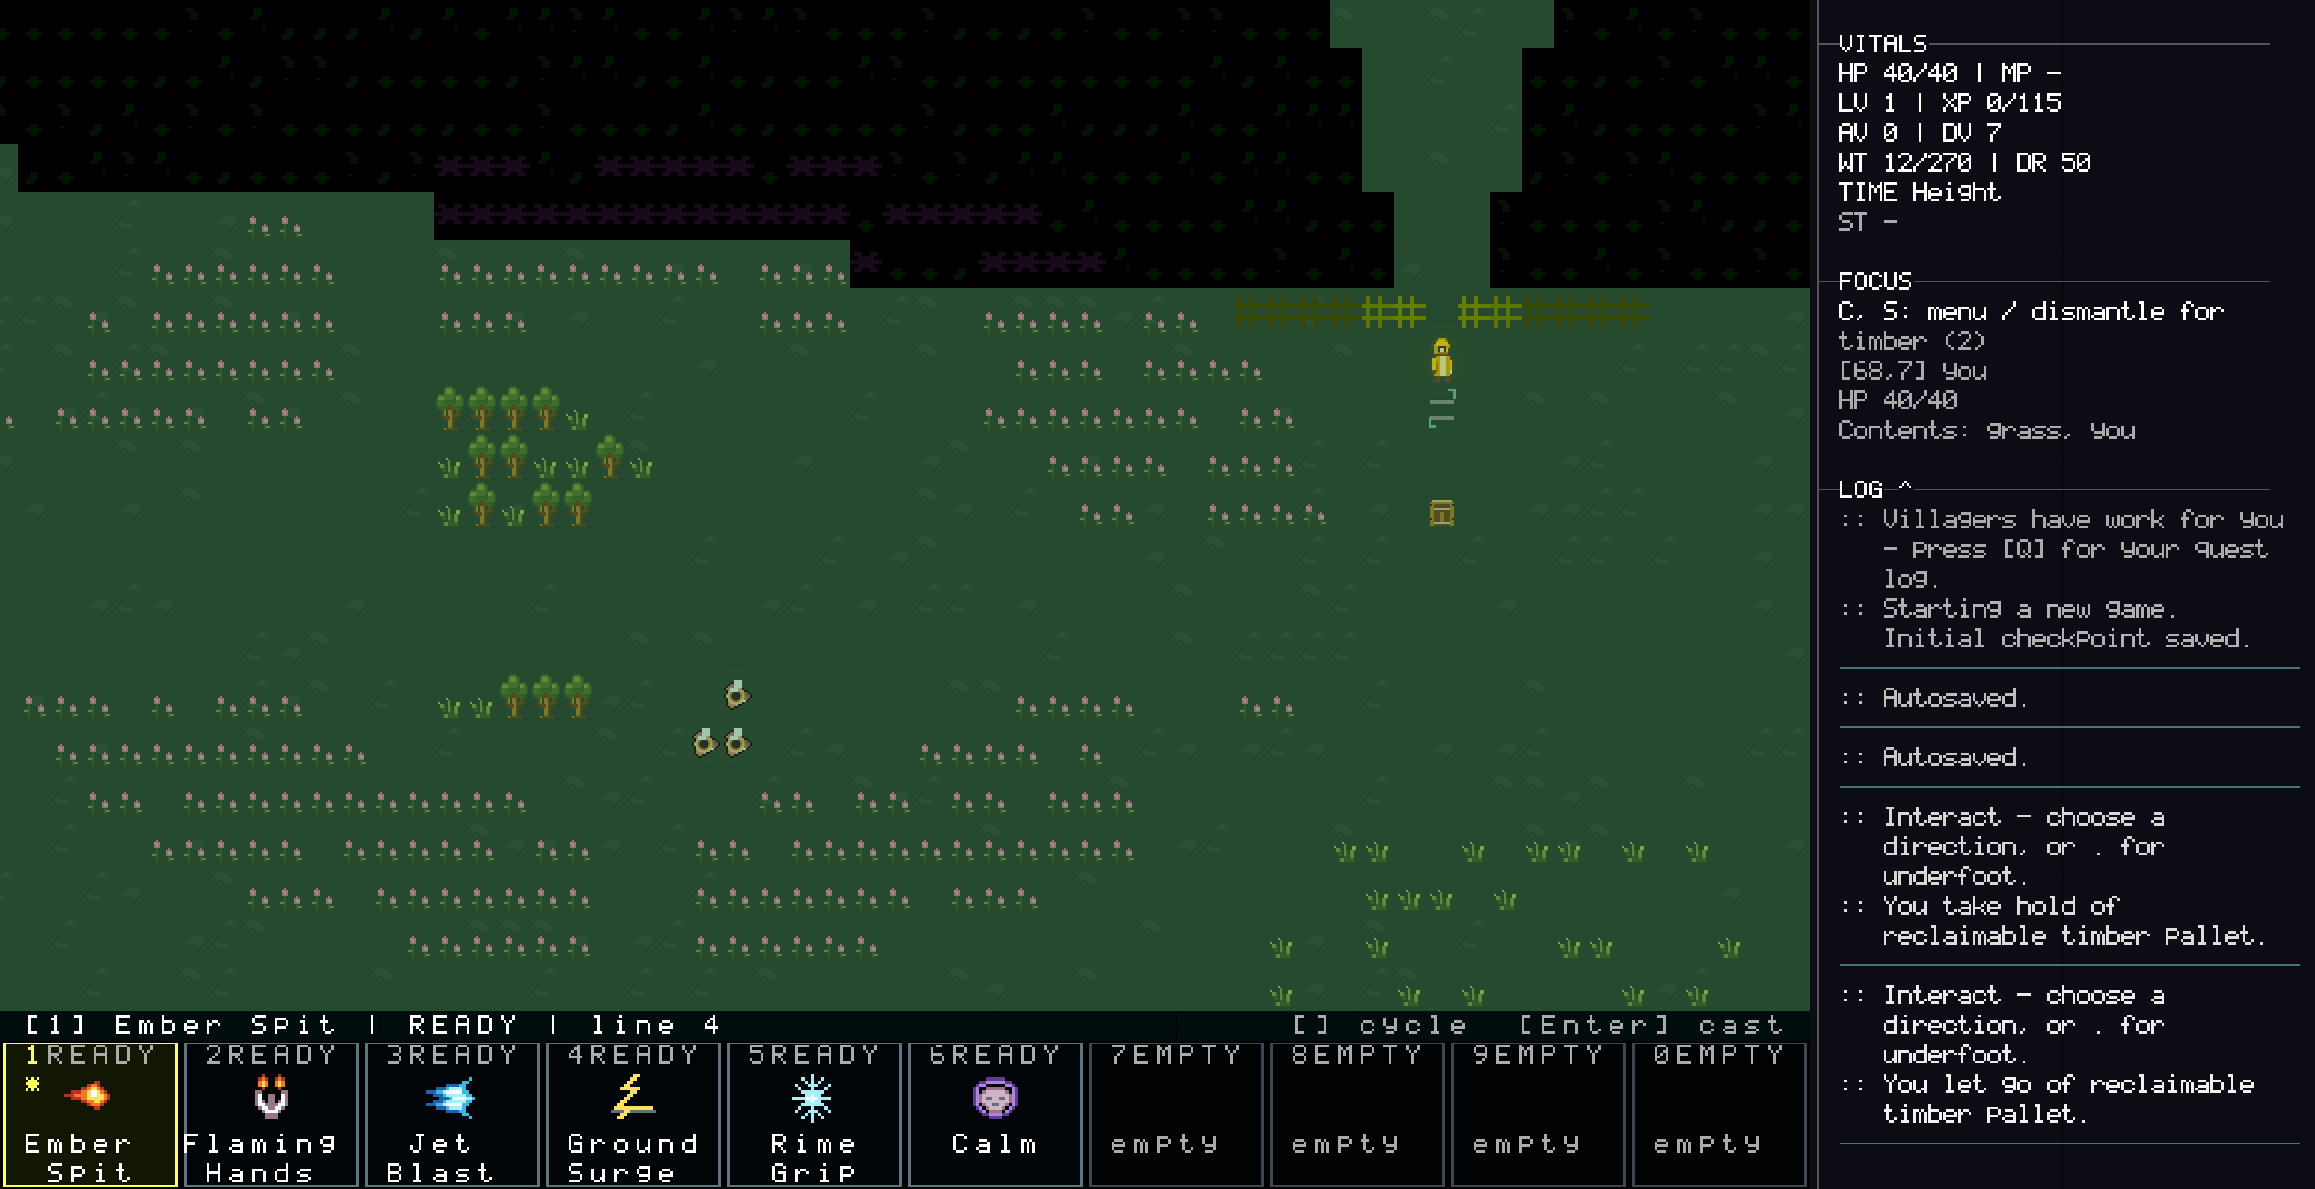 VITALS
HP 40/40 | MP -
LV 1 | XP 0/115
AV 0 | DV 7
WT 12/270 | DR 50
TIME Height
ST -
FOCUS
C, S: menu / dismantle for
timber (2)
[68,7] You
HP 40/40
Contents: grass, You
LOG ^
:: Villagers have work for You
- Press [Q] for Your quest
log.
:: Starting a new game.
Initial checkpoint saved.
:: Autosaved.
:: Autosaved.
:: Interact - choose a
direction, or . for
underfoot.
:: You take hold of
reclaimable timber Pallet.
:: Interact - choose a
direction, or . for
underfoot.
:: You let go of reclaimable
timber Pallet.
[1] Ember Spit | READY | line 4
[] cycle [Enter] cast
1READY 2READY 3READY 4READY 5READY 6READY 7EMPTY 8EMPTY 9EMPTY 0EMPTY
Ember Flaming Jet Ground Rime Calm empty empty empty empty
Spit Hands Blast Surge Grip